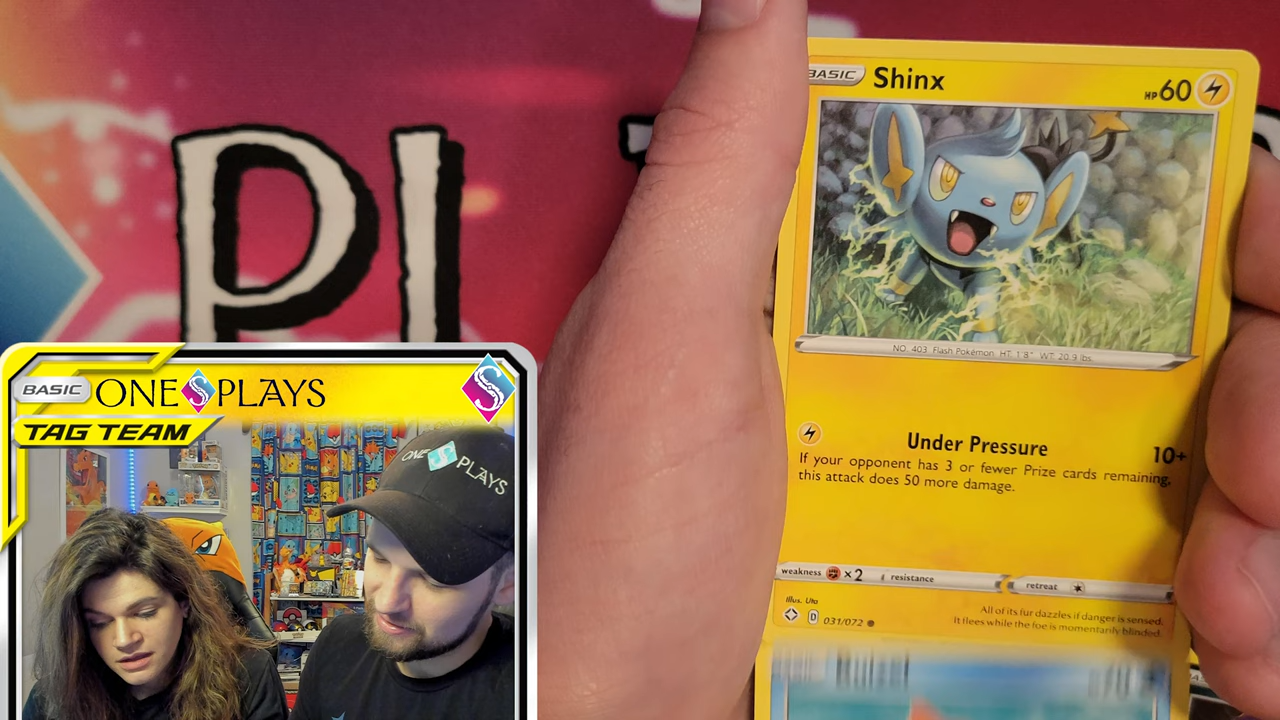 PL
BASIC Shinx HP 60
NO. 403 Flash Pokémon HT: 1'8" WT: 20.9 lbs.
Under Pressure 10+
If your opponent has 3 or fewer Prize cards remaining,
this attack does 50 more damage.
weakness ×2 resistance retreat
Illus. Uta
D 031/072
All of its fur dazzles if danger is sensed.
It flees while the foe is momentarily blinded.
BASIC ONE S PLAYS S
TAG TEAM
ONE S PLAYS